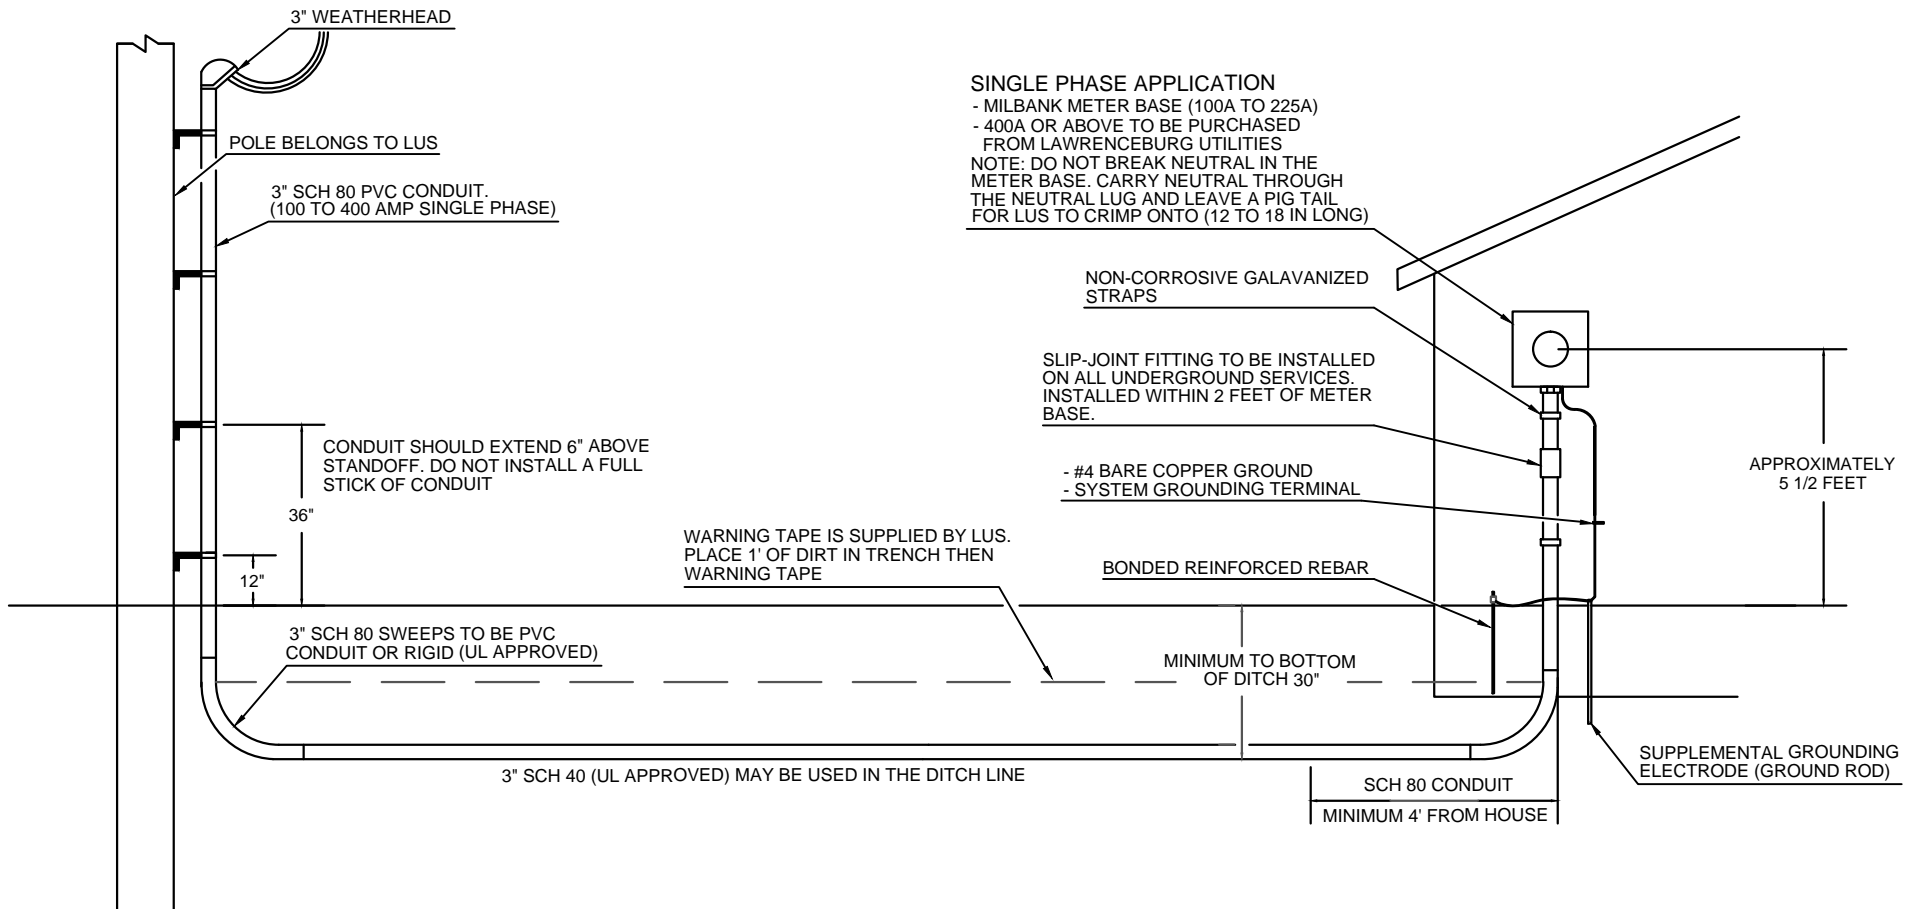 3" WEATHERHEAD
POLE BELONGS TO LUS
3" SCH 80 PVC CONDUIT.
(100 TO 400 AMP SINGLE PHASE)
SINGLE PHASE APPLICATION
- MILBANK METER BASE (100A TO 225A)
- 400A OR ABOVE TO BE PURCHASED
FROM LAWRENCEBURG UTILITIES
NOTE: DO NOT BREAK NEUTRAL IN THE
METER BASE. CARRY NEUTRAL THROUGH
THE NEUTRAL LUG AND LEAVE A PIG TAIL
FOR LUS TO CRIMP ONTO (12 TO 18 IN LONG)
NON-CORROSIVE GALAVANIZED
STRAPS
SLIP-JOINT FITTING TO BE INSTALLED
ON ALL UNDERGROUND SERVICES.
INSTALLED WITHIN 2 FEET OF METER
BASE.
CONDUIT SHOULD EXTEND 6" ABOVE
STANDOFF. DO NOT INSTALL A FULL
STICK OF CONDUIT
- #4 BARE COPPER GROUND
- SYSTEM GROUNDING TERMINAL
APPROXIMATELY
5 1/2 FEET
36"
WARNING TAPE IS SUPPLIED BY LUS.
PLACE 1' OF DIRT IN TRENCH THEN
WARNING TAPE
12"
BONDED REINFORCED REBAR
3" SCH 80 SWEEPS TO BE PVC
CONDUIT OR RIGID (UL APPROVED)
MINIMUM TO BOTTOM
OF DITCH 30"
3" SCH 40 (UL APPROVED) MAY BE USED IN THE DITCH LINE
SCH 80 CONDUIT
MINIMUM 4' FROM HOUSE
SUPPLEMENTAL GROUNDING
ELECTRODE (GROUND ROD)